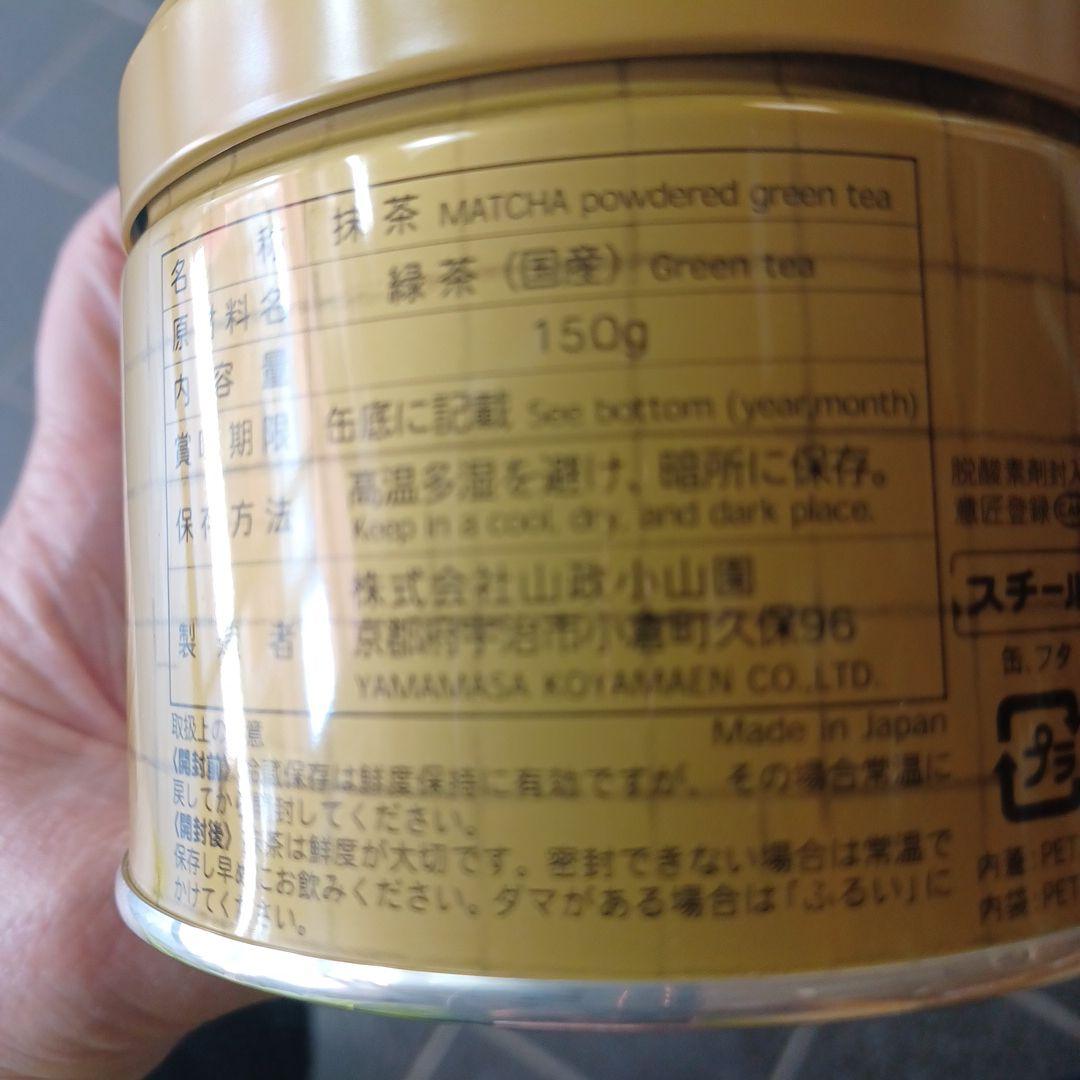 名称 抹茶 MATCHA powdered green tea
原材料名 緑茶(国産) Green tea
内容量 150g
賞味期限 缶底に記載 See bottom (year,month)
保存方法 高温多湿を避け、暗所に保存。
Keep in a cool, dry, and dark place.
製造者 株式会社山政小山園
京都府宇治市小倉町久保96
YAMAMASA KOYAMAEN CO.,LTD.
Made in Japan
取扱上の注意
〈開封前〉冷蔵保存は鮮度保持に有効ですが、その場合常温に
戻してから開封してください。
〈開封後〉抹茶は鮮度が大切です。密封できない場合は常温で
保存し早めにお飲みください。ダマがある場合は「ふるい」に
かけてください。
脱酸素剤封入
意匠登録
スチール
缶、フタ
プラ
内蓋:PET
内袋:PET